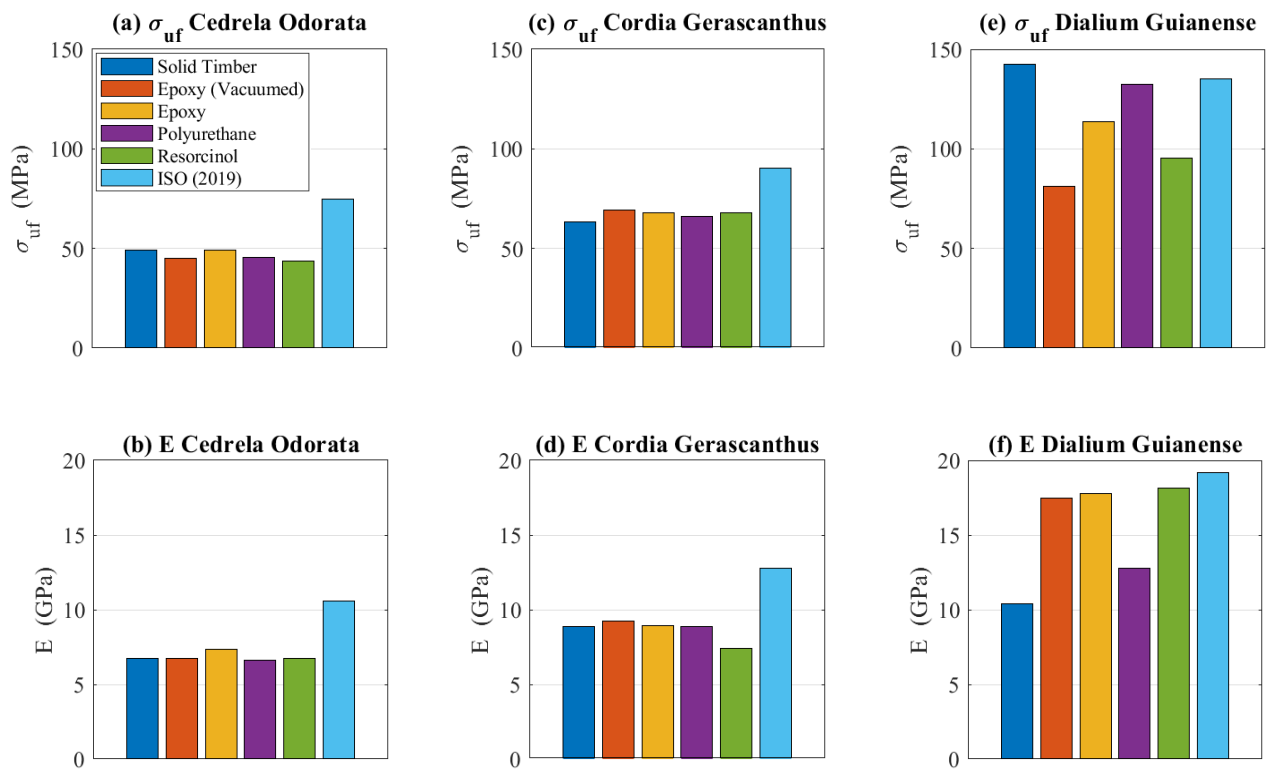 (a) σuf Cedrela Odorata
150
100
50
0
σuf (MPa)
Solid Timber
Epoxy (Vacuumed)
Epoxy
Polyurethane
Resorcinol
ISO (2019)
(c) σuf Cordia Gerascanthus
150
100
50
0
σuf (MPa)
(e) σuf Dialium Guianense
150
100
50
0
σuf (MPa)
(b) E Cedrela Odorata
20
15
10
5
0
E (GPa)
(d) E Cordia Gerascanthus
20
15
10
5
0
E (GPa)
(f) E Dialium Guianense
20
15
10
5
0
E (GPa)